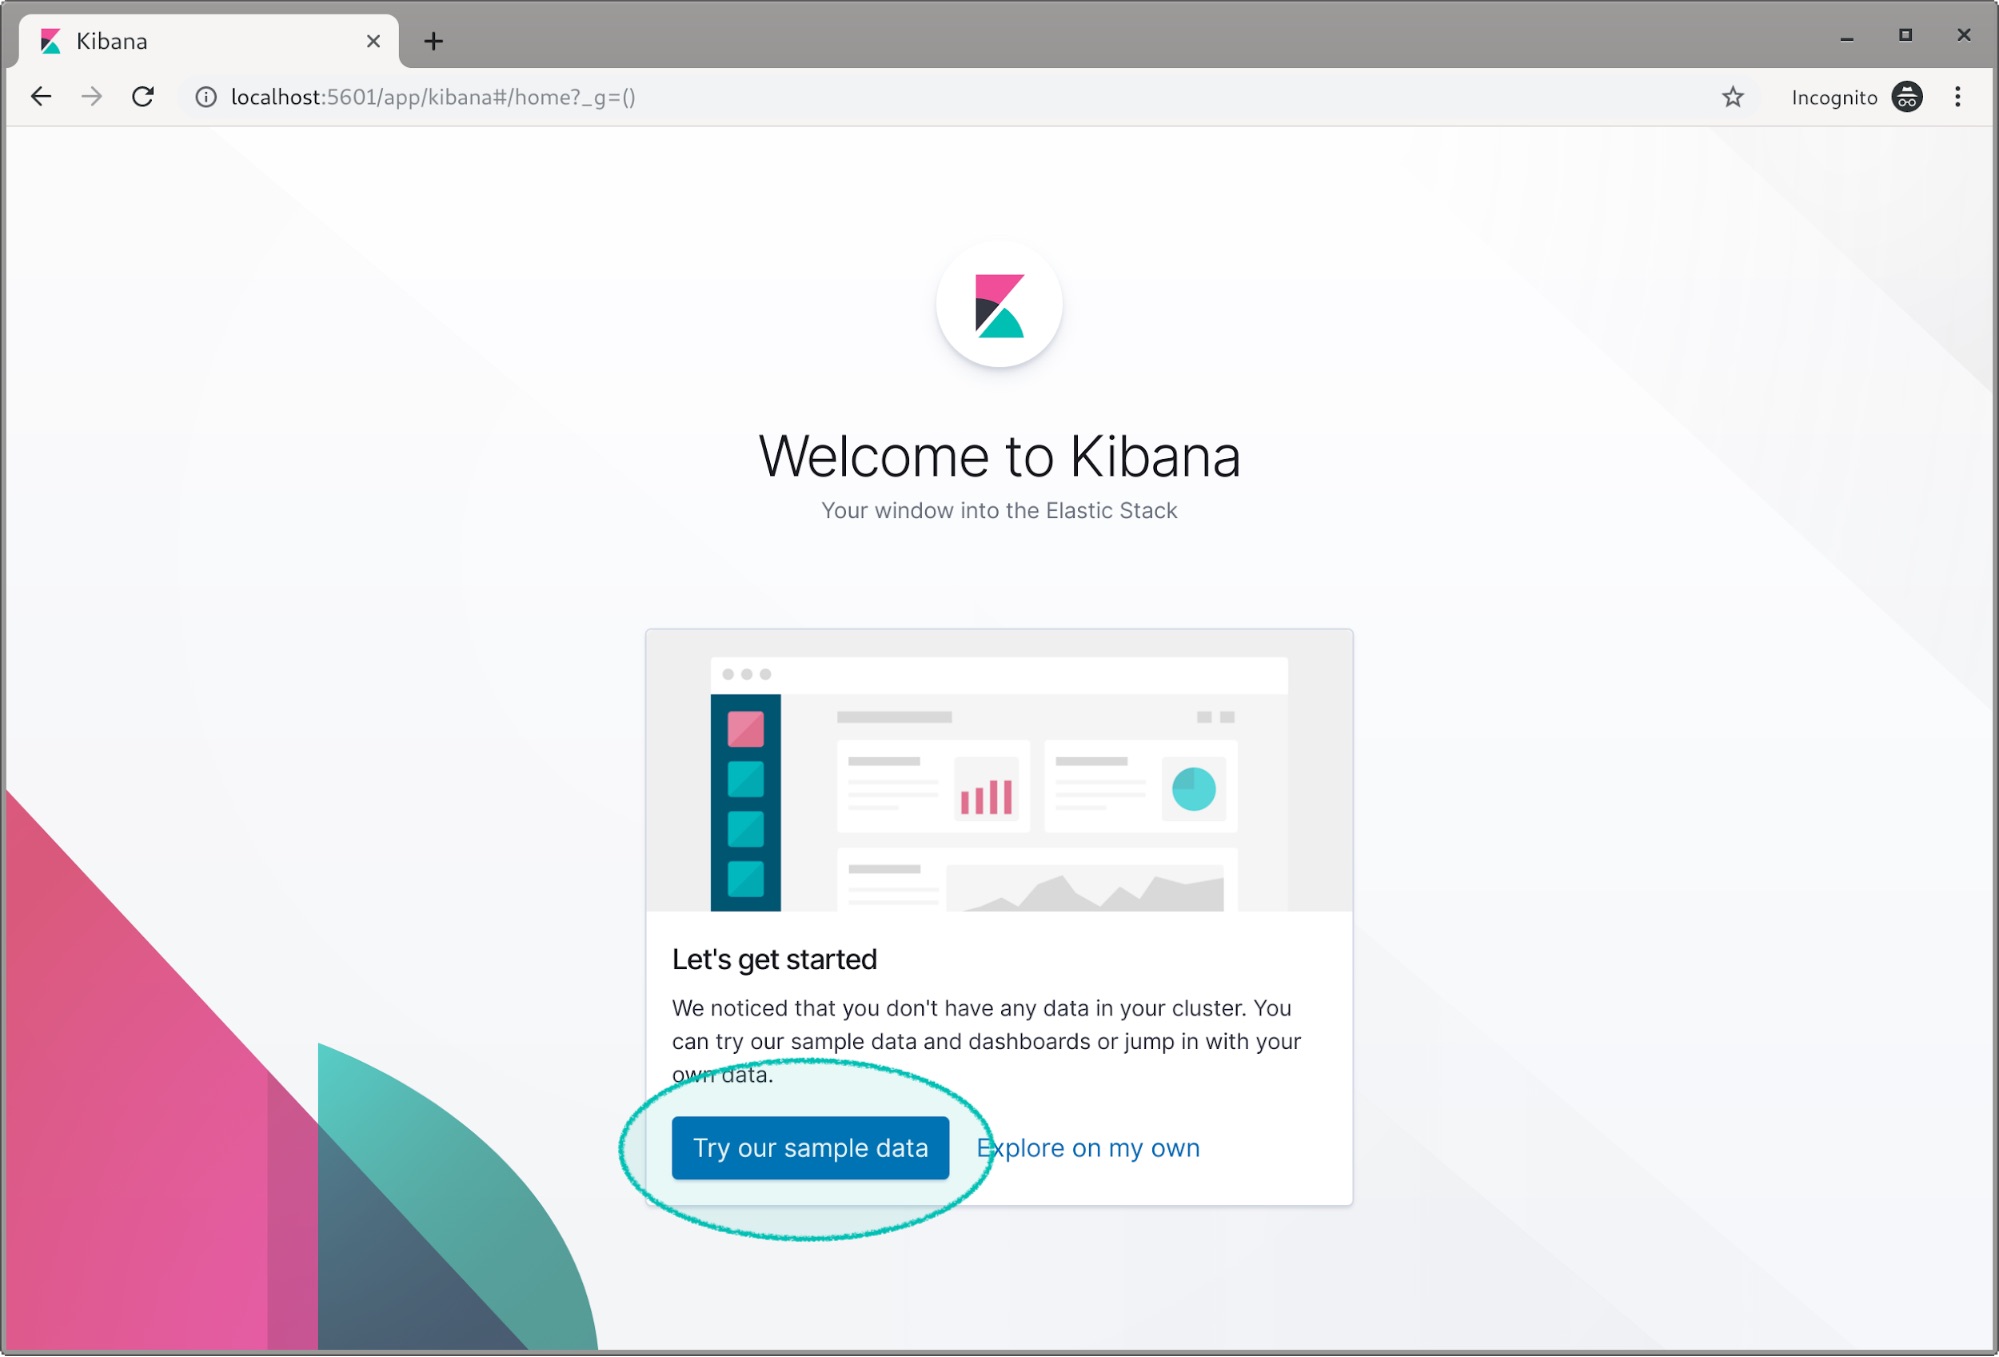 Kibana
localhost:5601/app/kibana#/home?_g=()
Incognito
Welcome to Kibana
Your window into the Elastic Stack
Let's get started
We noticed that you don't have any data in your cluster. You
can try our sample data and dashboards or jump in with your
own data.
Try our sample data
Explore on my own